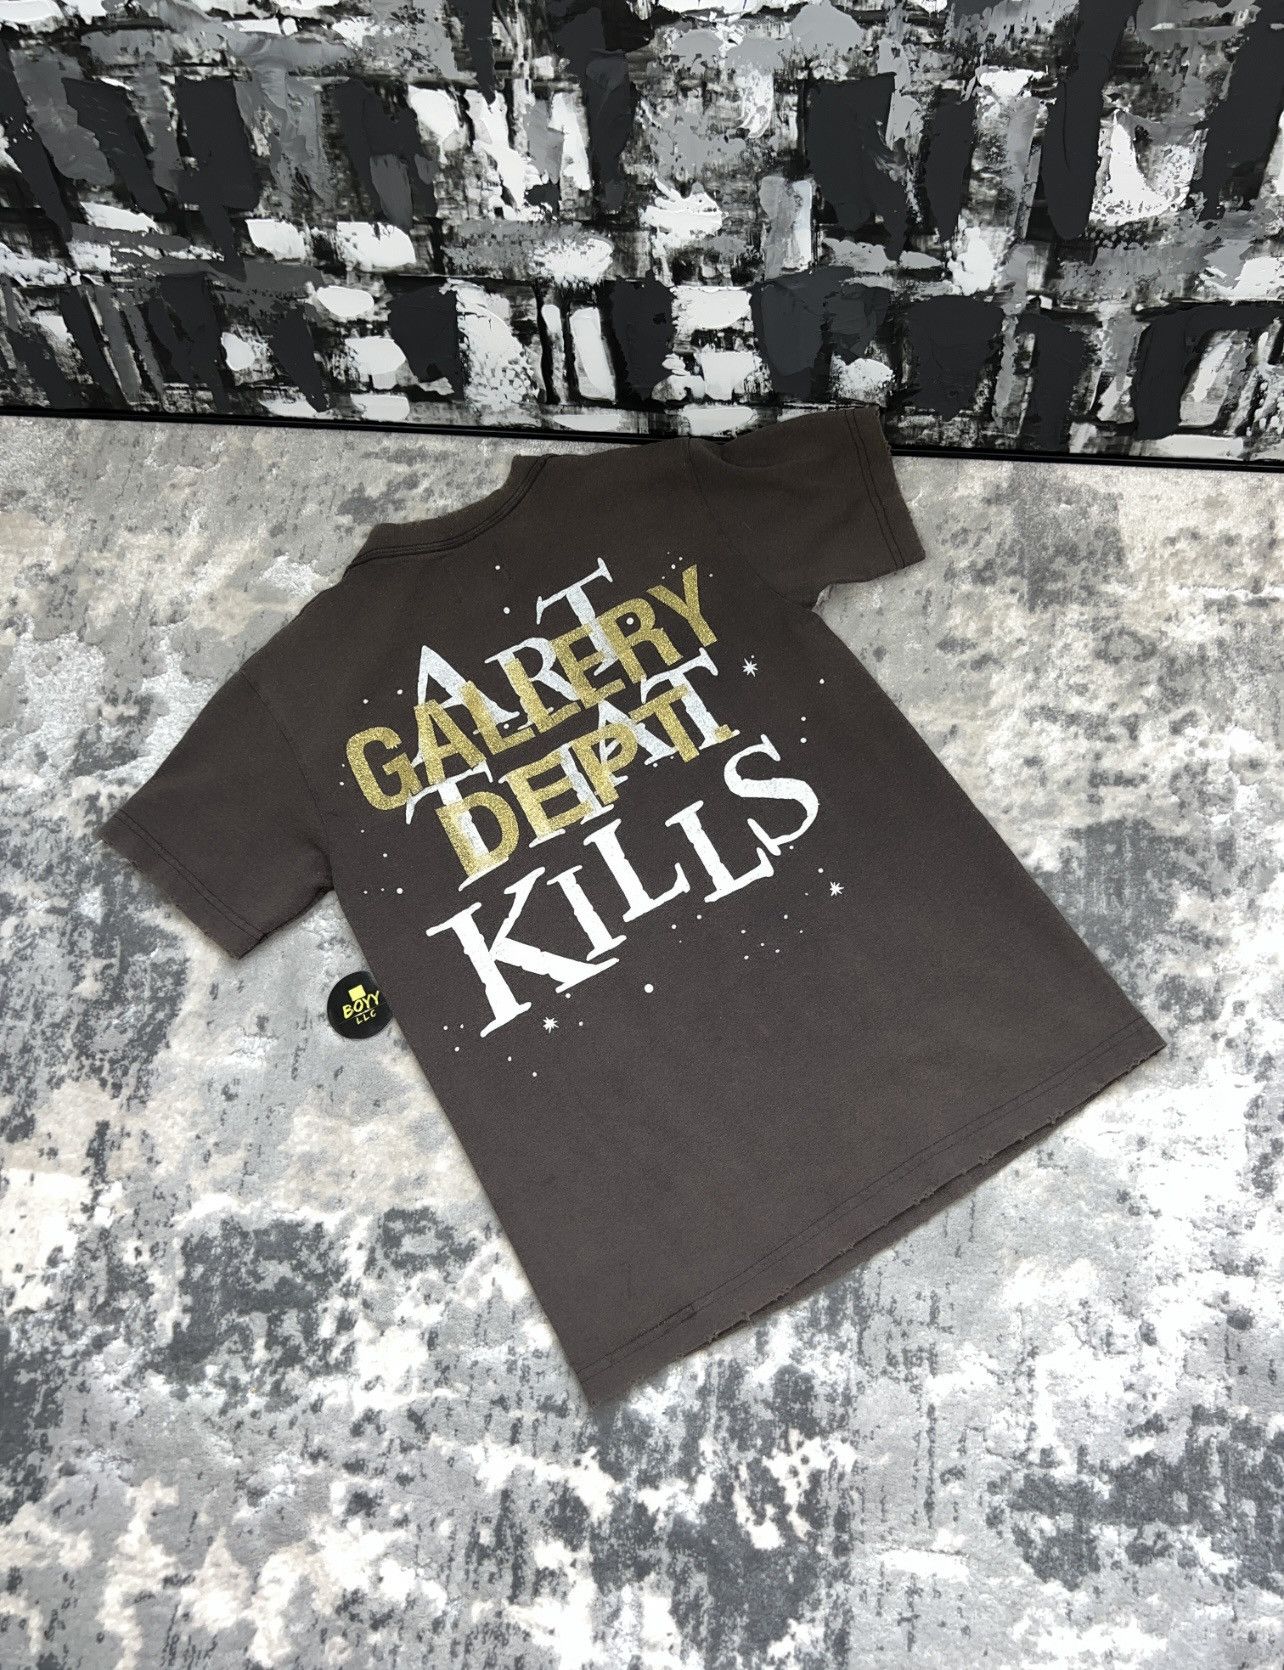 ART
GALLERY
THAT
DEPT.
KILLS
BOYY
LLC